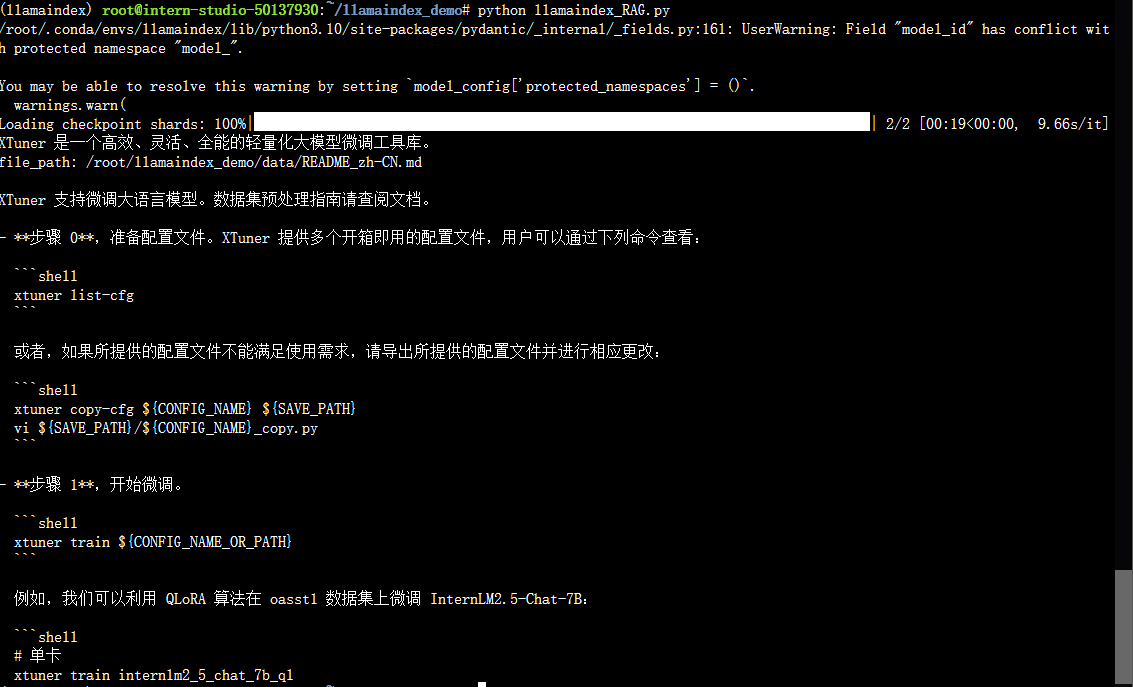 (llamaindex) root@intern-studio-50137930:~/llamaindex_demo# python llamaindex_RAG.py
/root/.conda/envs/llamaindex/lib/python3.10/site-packages/pydantic/_internal/_fields.py:161: UserWarning: Field "model_id" has conflict wit
h protected namespace "model_".
You may be able to resolve this warning by setting `model_config['protected_namespaces'] = ()`.
warnings.warn(
Loading checkpoint shards: 100%| | 2/2 [00:19<00:00, 9.66s/it]
XTuner 是一个高效、灵活、全能的轻量化大模型微调工具库。
file_path: /root/llamaindex_demo/data/README_zh-CN.md
XTuner 支持微调大语言模型。数据集预处理指南请查阅文档。
- **步骤 0**，准备配置文件。XTuner 提供多个开箱即用的配置文件，用户可以通过下列命令查看：
```shell
xtuner list-cfg
```
或者，如果所提供的配置文件不能满足使用需求，请导出所提供的配置文件并进行相应更改：
```shell
xtuner copy-cfg ${CONFIG_NAME} ${SAVE_PATH}
vi ${SAVE_PATH}/${CONFIG_NAME}_copy.py
```
- **步骤 1**，开始微调。
```shell
xtuner train ${CONFIG_NAME_OR_PATH}
```
例如，我们可以利用 QLoRA 算法在 oasst1 数据集上微调 InternLM2.5-Chat-7B：
```shell
# 单卡
xtuner train internlm2_5_chat_7b_ql